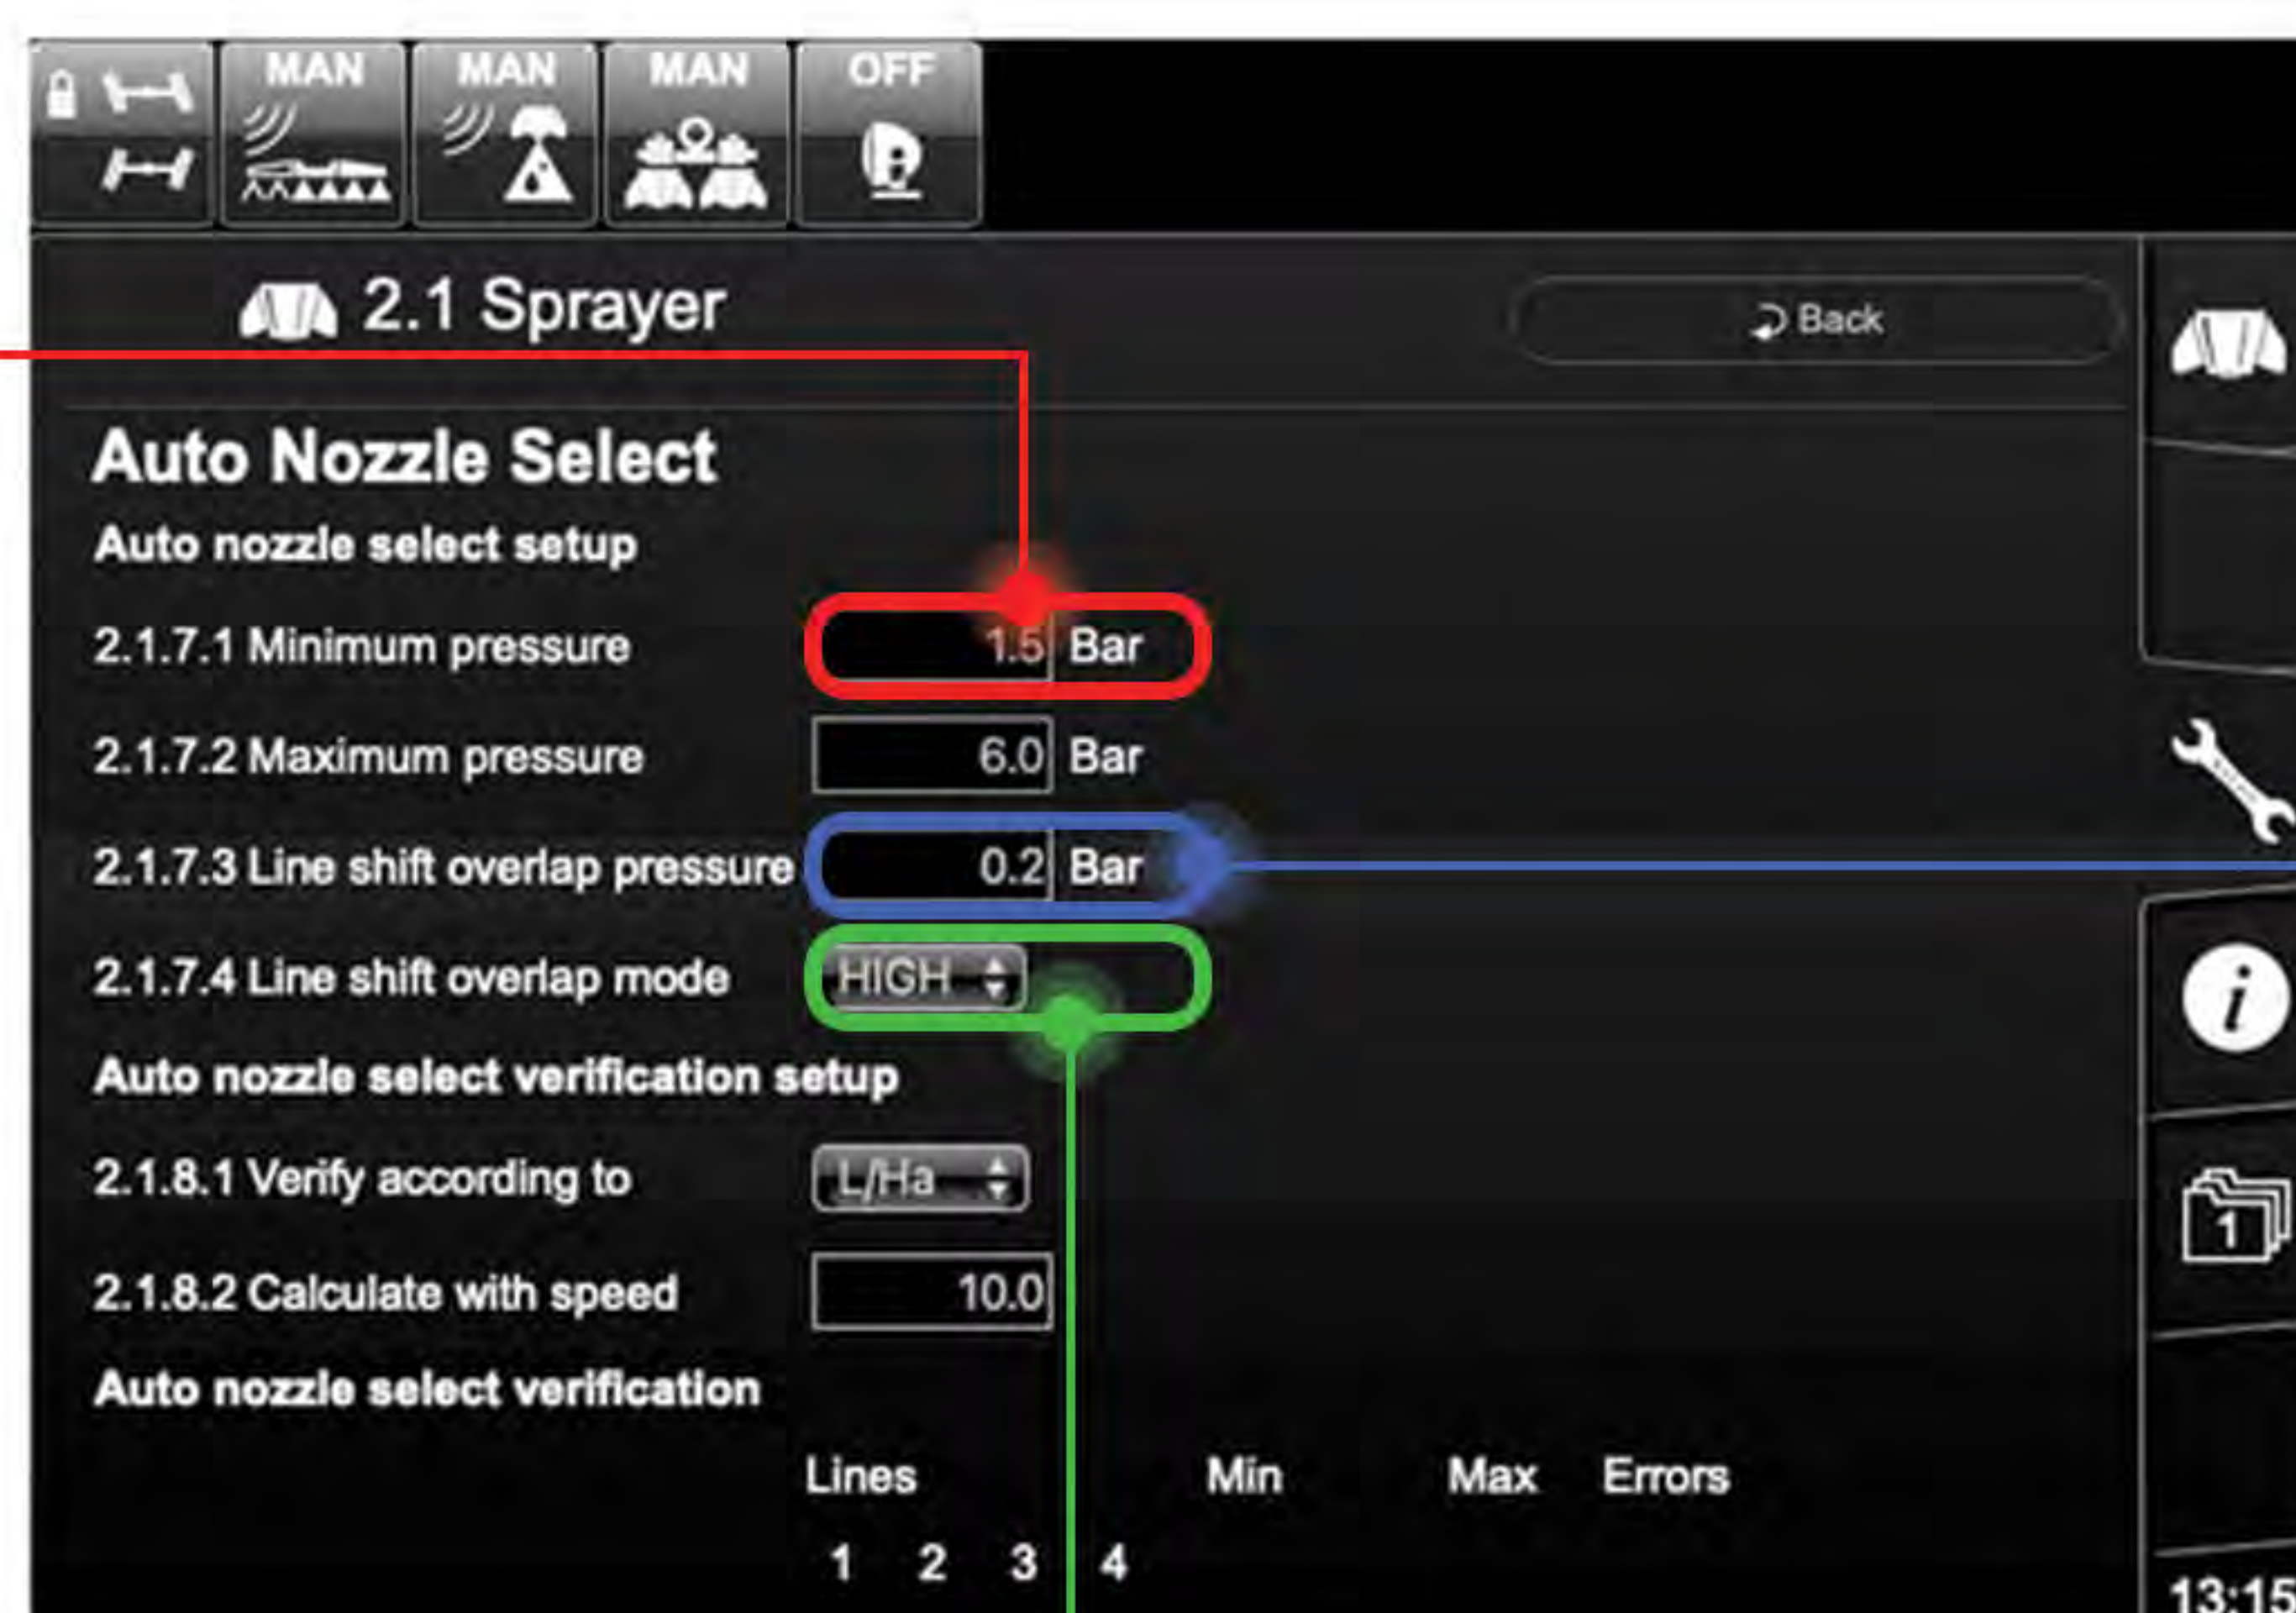 MAN MAN MAN OFF
2.1 Sprayer
Back
Auto Nozzle Select
Auto nozzle select setup
2.1.7.1 Minimum pressure 1.5 Bar
2.1.7.2 Maximum pressure 6.0 Bar
2.1.7.3 Line shift overlap pressure 0.2 Bar
2.1.7.4 Line shift overlap mode HIGH
i
Auto nozzle select verification setup
2.1.8.1 Verify according to L/Ha
1
2.1.8.2 Calculate with speed 10.0
Auto nozzle select verification
Lines Min Max Errors
1 2 3 4
13:15